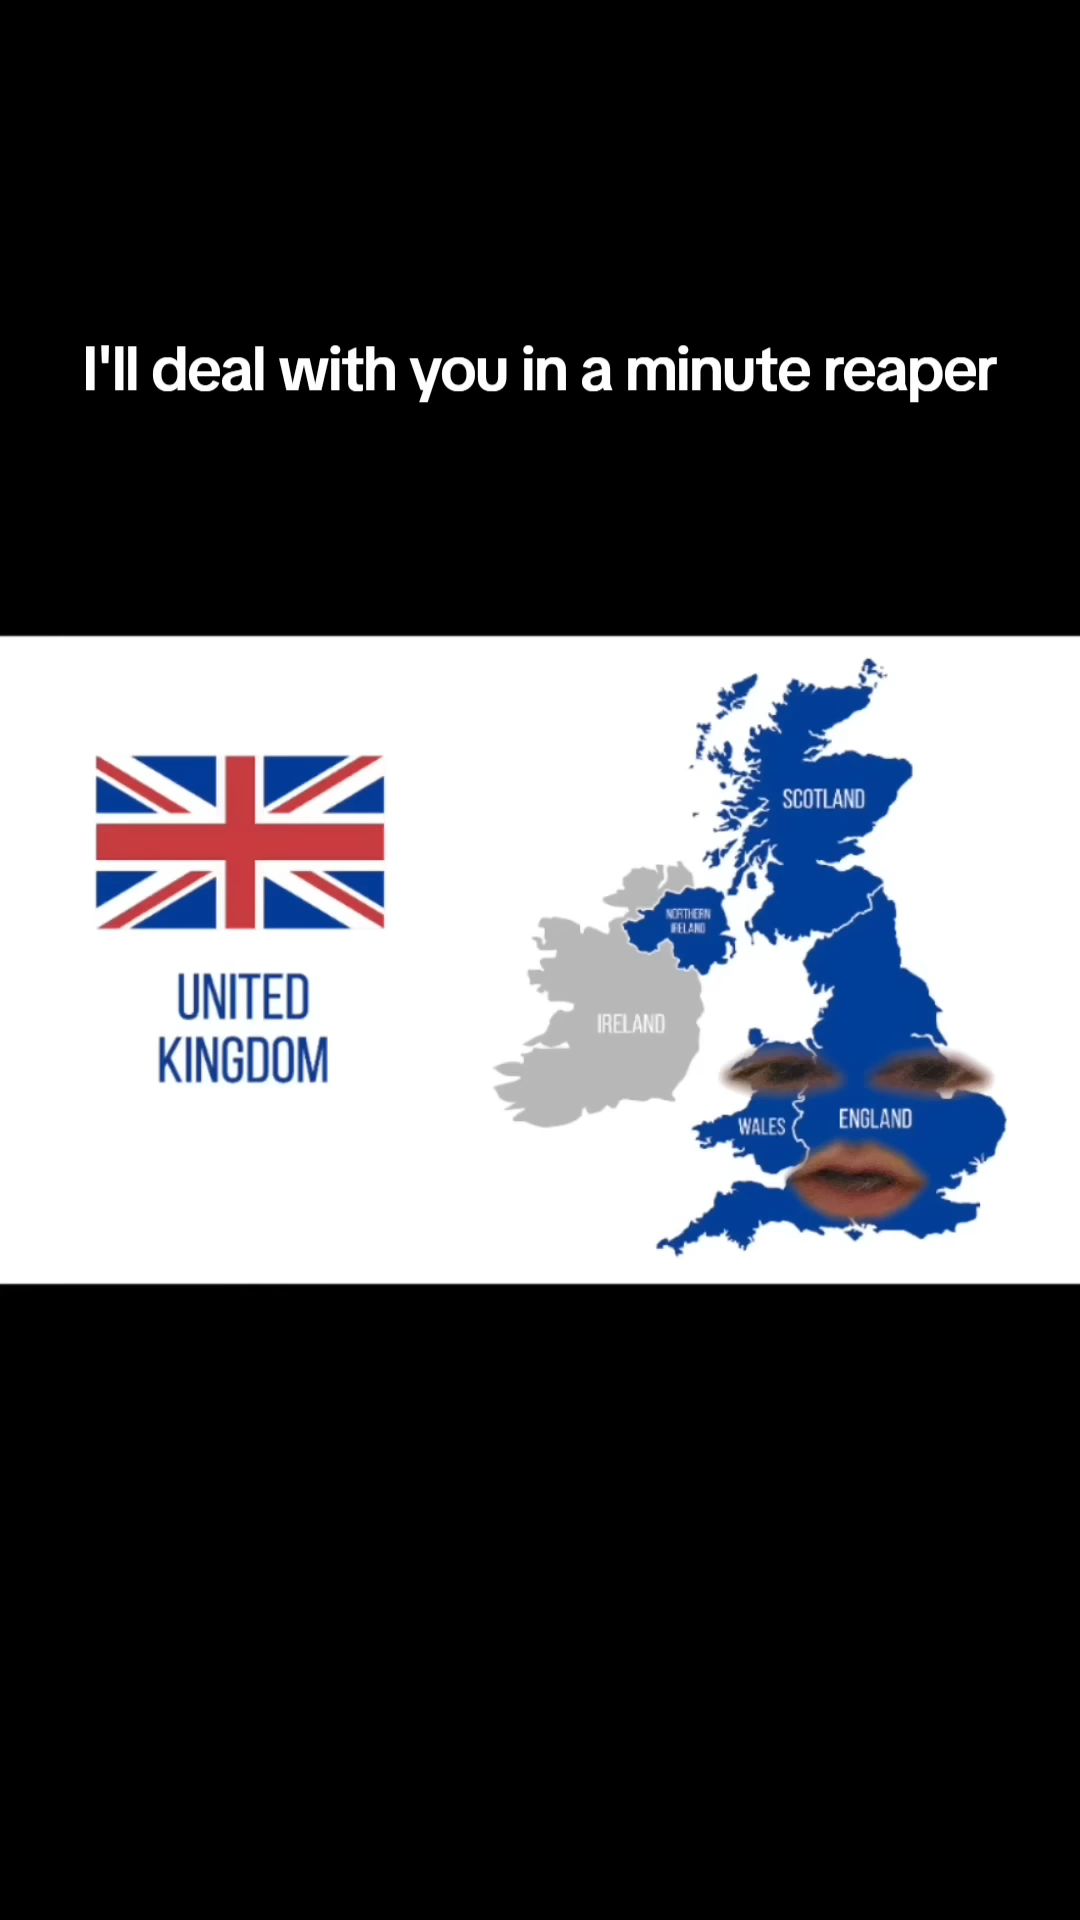 I'll deal with you in a minute reaper
UNITED
KINGDOM
SCOTLAND
NORTHERN
IRELAND
IRELAND
WALES
ENGLAND